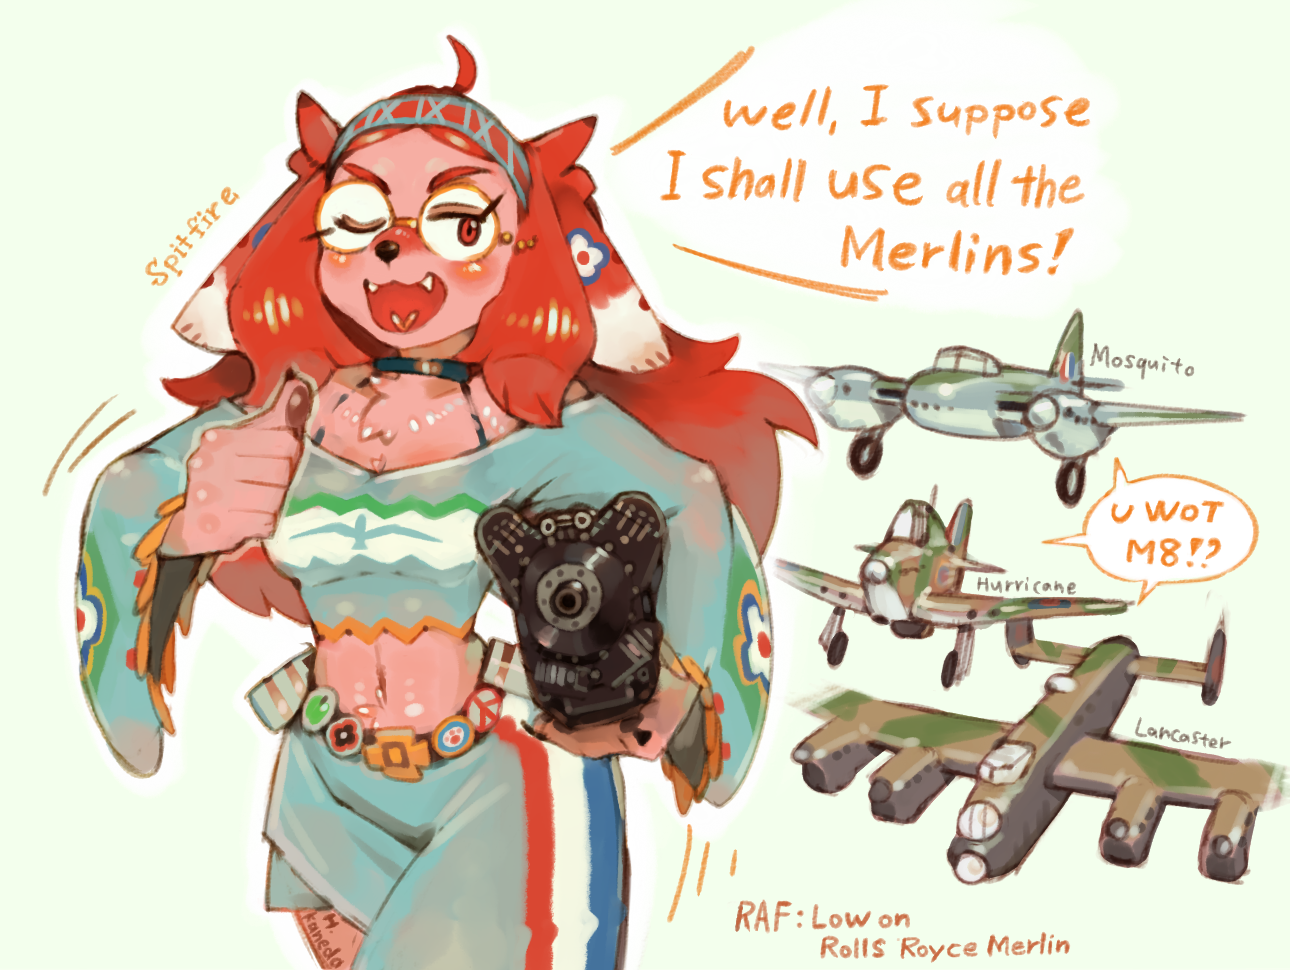 well, I suppose
I shall use all the
Merlins!
Spitfire
Mosquito
U WOT
M8!?
Hurricane
Lancaster
RAF: Low on
Rolls Royce Merlin
M.
kaneda